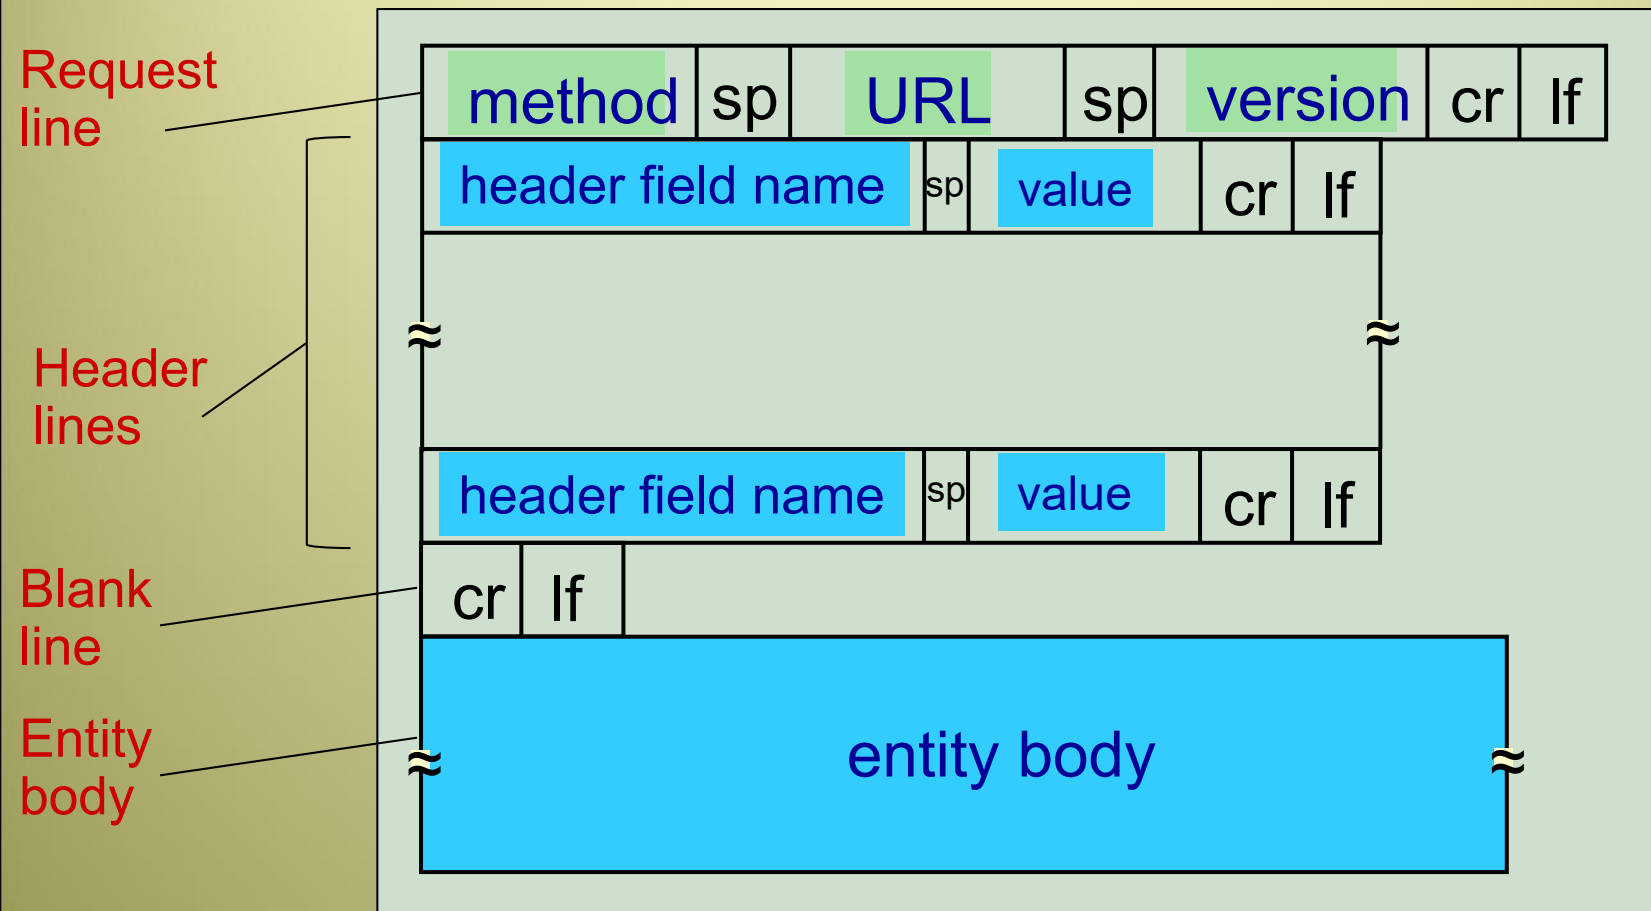 Request
line
method sp URL sp version cr lf
header field name sp value cr lf
≈ ≈
Header
lines
header field name sp value cr lf
Blank
line
cr lf
Entity
body
≈ entity body ≈